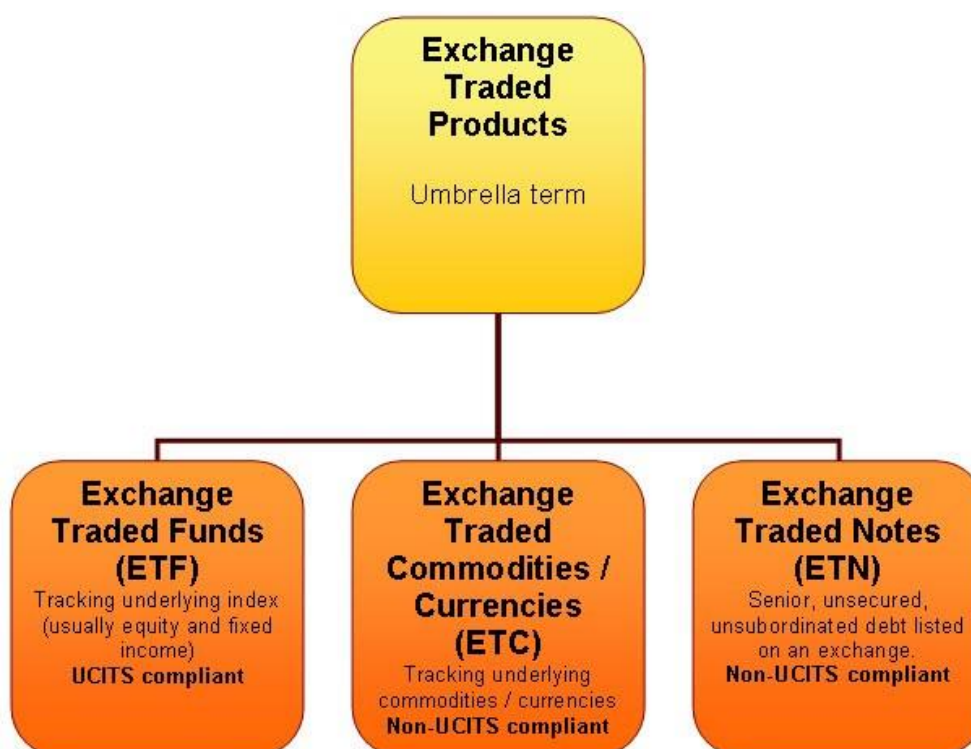 Exchange
Traded
Products
Umbrella term
Exchange
Traded Funds
(ETF)
Tracking underlying index
(usually equity and fixed
income)
UCITS compliant
Exchange
Traded
Commodities /
Currencies
(ETC)
Tracking underlying
commodities / currencies
Non-UCITS compliant
Exchange
Traded Notes
(ETN)
Senior, unsecured,
unsubordinated debt listed
on an exchange.
Non-UCITS compliant